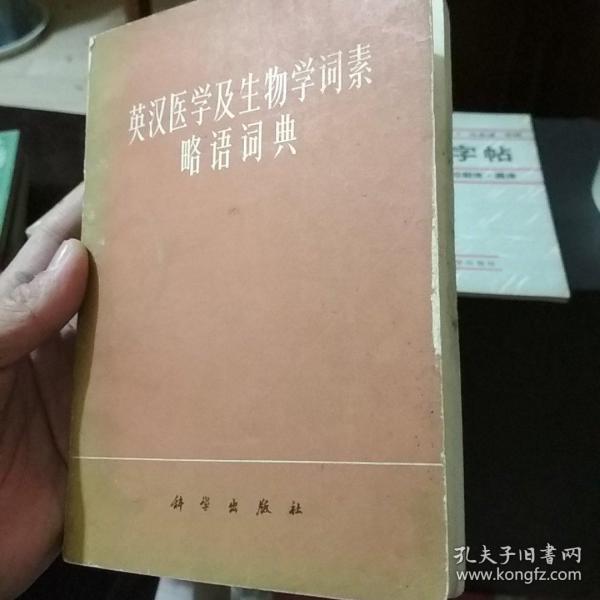 英汉医学及生物学词素
略语词典
科学出版社
字帖
孔夫子旧书网
www.kongfz.com